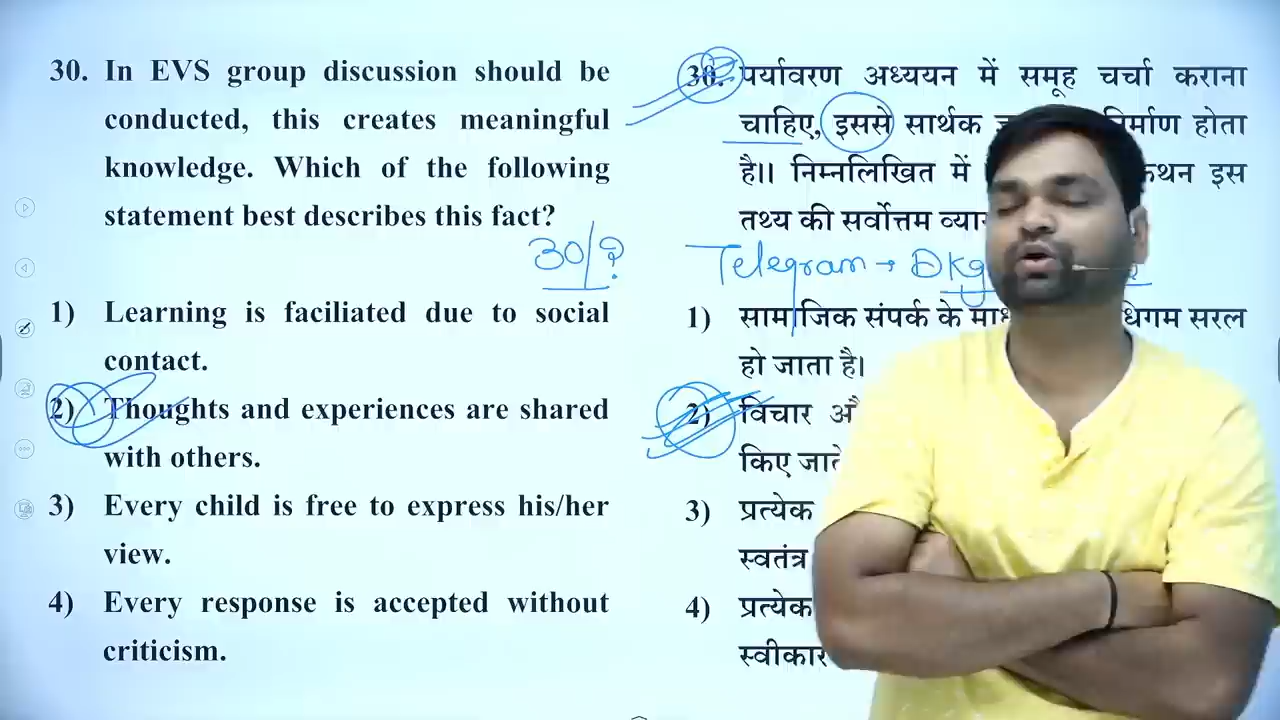 30. In EVS group discussion should be
conducted, this creates meaningful
knowledge. Which of the following
statement best describes this fact?
30/?
1) Learning is faciliated due to social
contact.
2) Thoughts and experiences are shared
with others.
3) Every child is free to express his/her
view.
4) Every response is accepted without
criticism.
30. पर्यावरण अध्ययन में समूह चर्चा कराना
चाहिए, इससे सार्थक निर्माण होता
है।। निम्नलिखित में कथन इस
तथ्य की सर्वोत्तम
Telegram →
1) सामाजिक संपर्क के सरल
हो जाता है।
2) विचार
किए
3) प्रत्येक
स्वतंत्र
4) प्रत्येक
स्वीकार